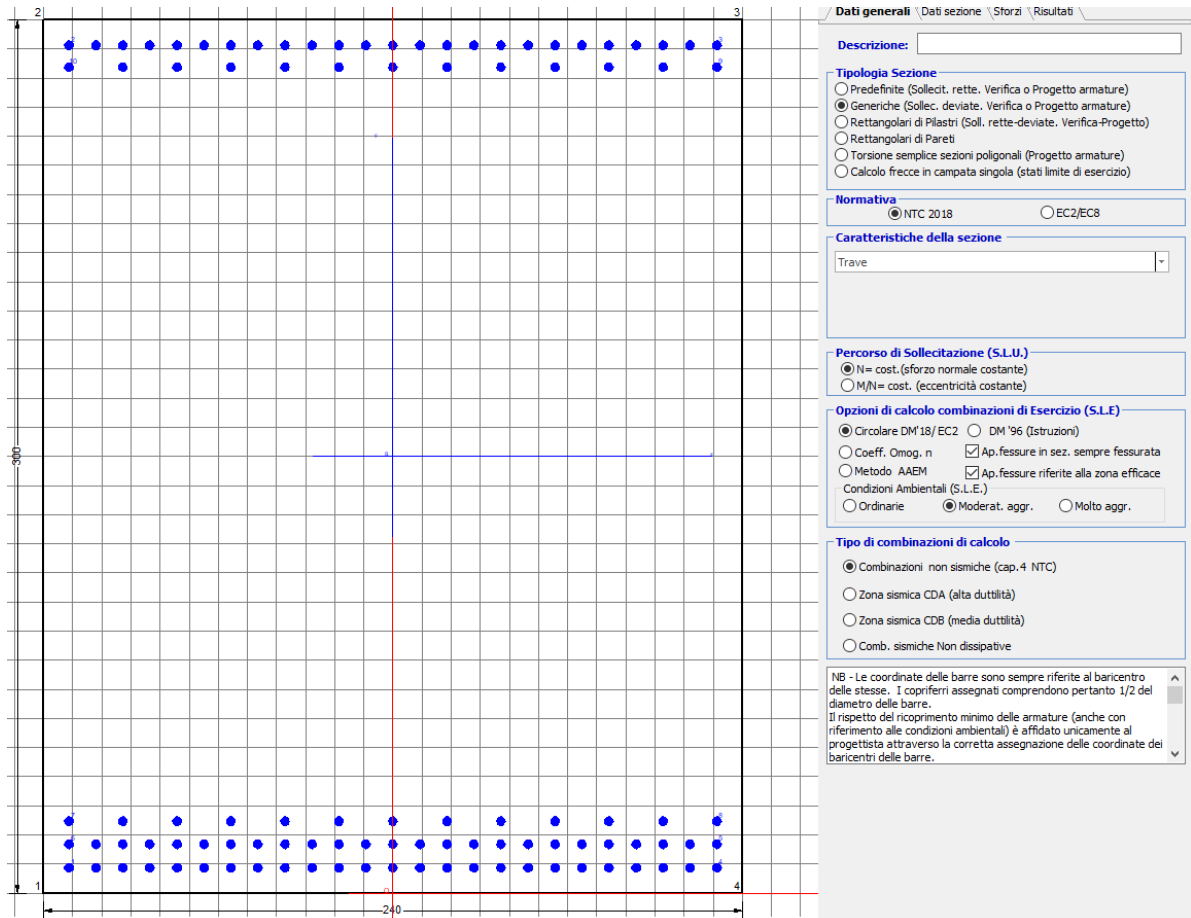 2
3
1
4
300
240
Dati generali
Dati sezione
Sforzi
Risultati
Descrizione:
Tipologia Sezione
Predefinite (Sollecit. rette. Verifica o Progetto armature)
Generiche (Sollec. deviate. Verifica o Progetto armature)
Rettangolari di Pilastri (Soll. rette-deviate. Verifica-Progetto)
Rettangolari di Pareti
Torsione semplice sezioni poligonali (Progetto armature)
Calcolo frecce in campata singola (stati limite di esercizio)
Normativa
NTC 2018
EC2/EC8
Caratteristiche della sezione
Trave
Percorso di Sollecitazione (S.L.U.)
N= cost.(sforzo normale costante)
M/N= cost. (eccentricità costante)
Opzioni di calcolo combinazioni di Esercizio (S.L.E)
Circolare DM'18/ EC2
DM '96 (Istruzioni)
Coeff. Omog. n
Ap.fessure in sez. sempre fessurata
Metodo AAEM
Ap.fessure riferite alla zona efficace
Condizioni Ambientali (S.L.E.)
Ordinarie
Moderat. aggr.
Molto aggr.
Tipo di combinazioni di calcolo
Combinazioni non sismiche (cap.4 NTC)
Zona sismica CDA (alta duttilità)
Zona sismica CDB (media duttilità)
Comb. sismiche Non dissipative
NB - Le coordinate delle barre sono sempre riferite al baricentro
delle stesse. I copriferri assegnati comprendono pertanto 1/2 del
diametro delle barre.
Il rispetto del ricoprimento minimo delle armature (anche con
riferimento alle condizioni ambientali) è affidato unicamente al
progettista attraverso la corretta assegnazione delle coordinate dei
baricentri delle barre.